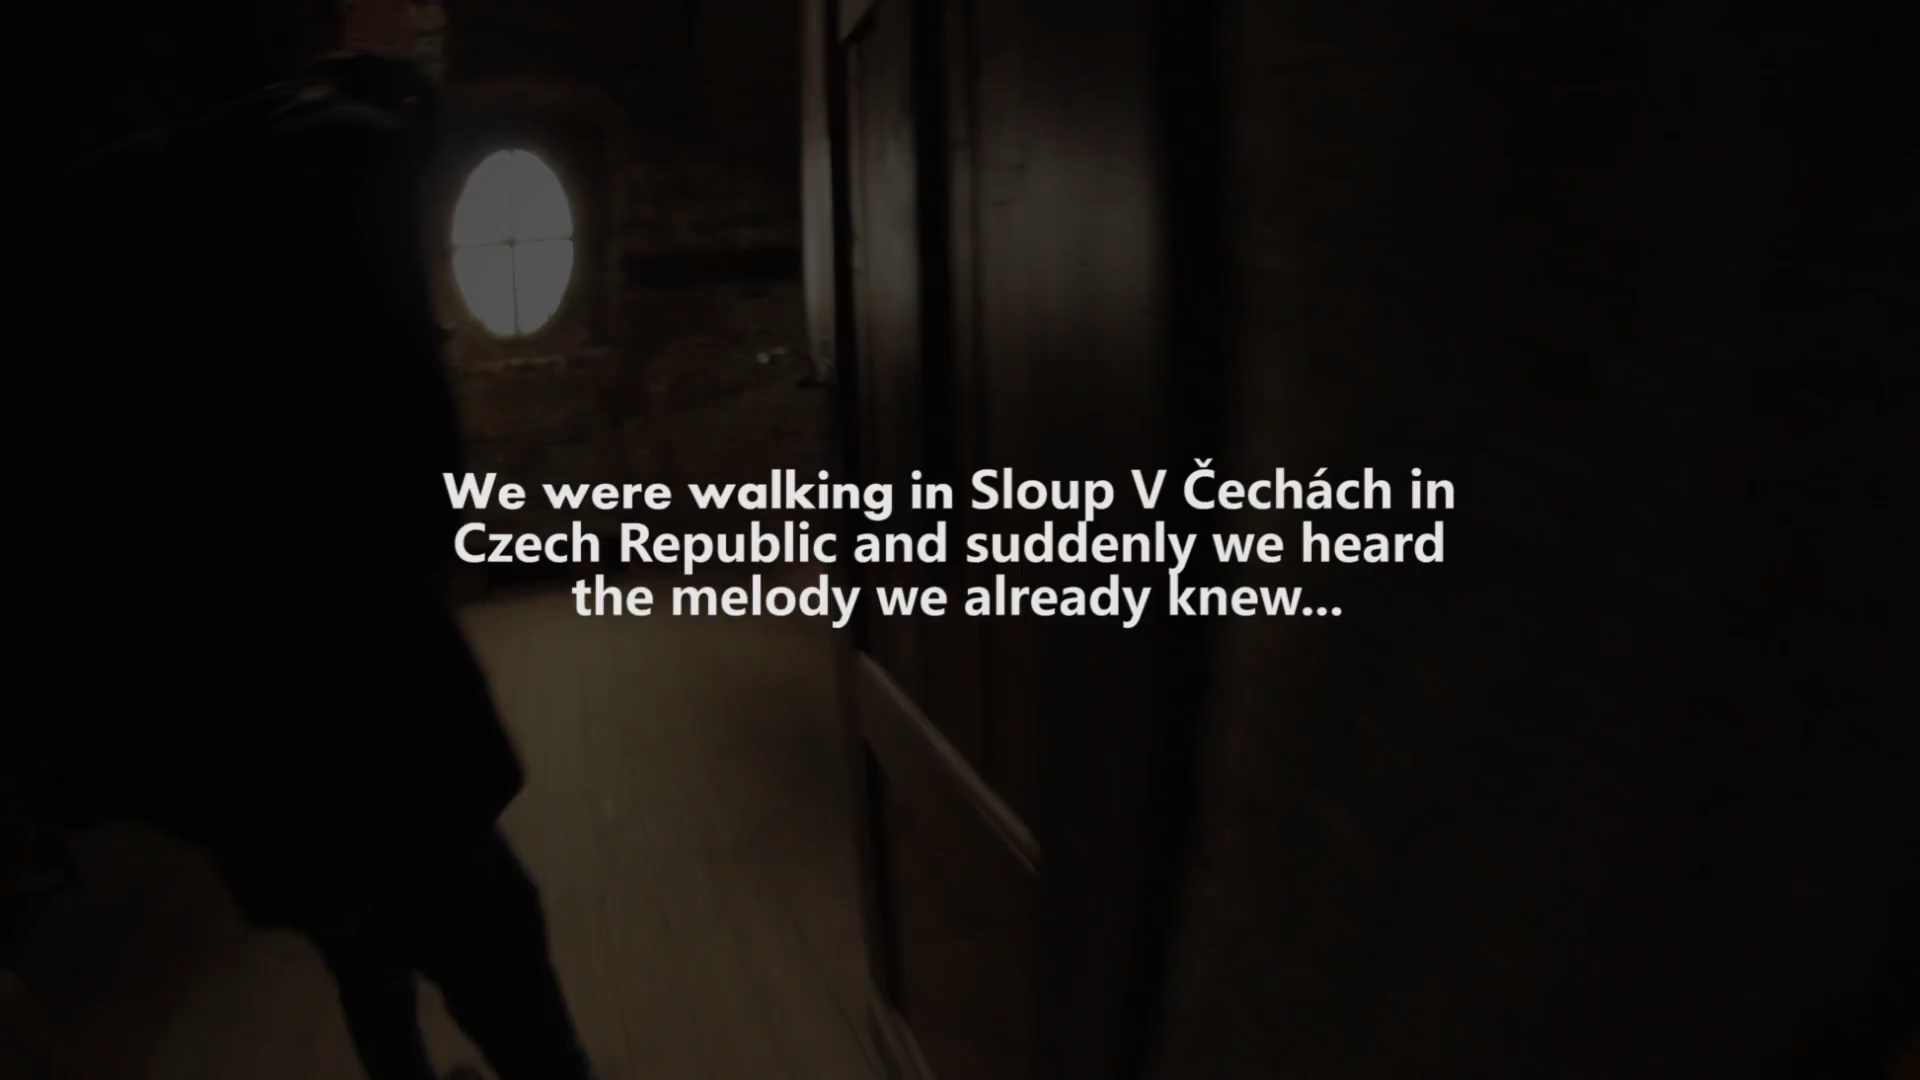 We were walking in Sloup V Čechách in
Czech Republic and suddenly we heard
the melody we already knew...